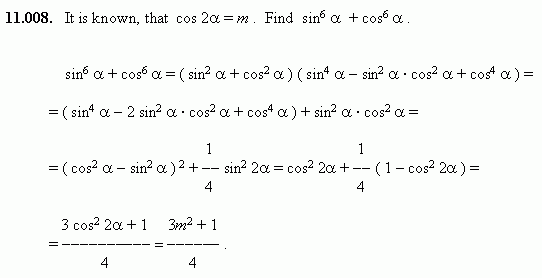 11.008. It is known, that cos 2α = m . Find sin⁶ α + cos⁶ α .
sin⁶ α + cos⁶ α = ( sin² α + cos² α ) ( sin⁴ α – sin² α · cos² α + cos⁴ α ) =
= ( sin⁴ α – 2 sin² α · cos² α + cos⁴ α ) + sin² α · cos² α =
= ( cos² α – sin² α ) ² + 1/4 sin² 2α = cos² 2α + 1/4 ( 1 – cos² 2α ) =
= (3 cos² 2α + 1)/4 = (3m² + 1)/4 .